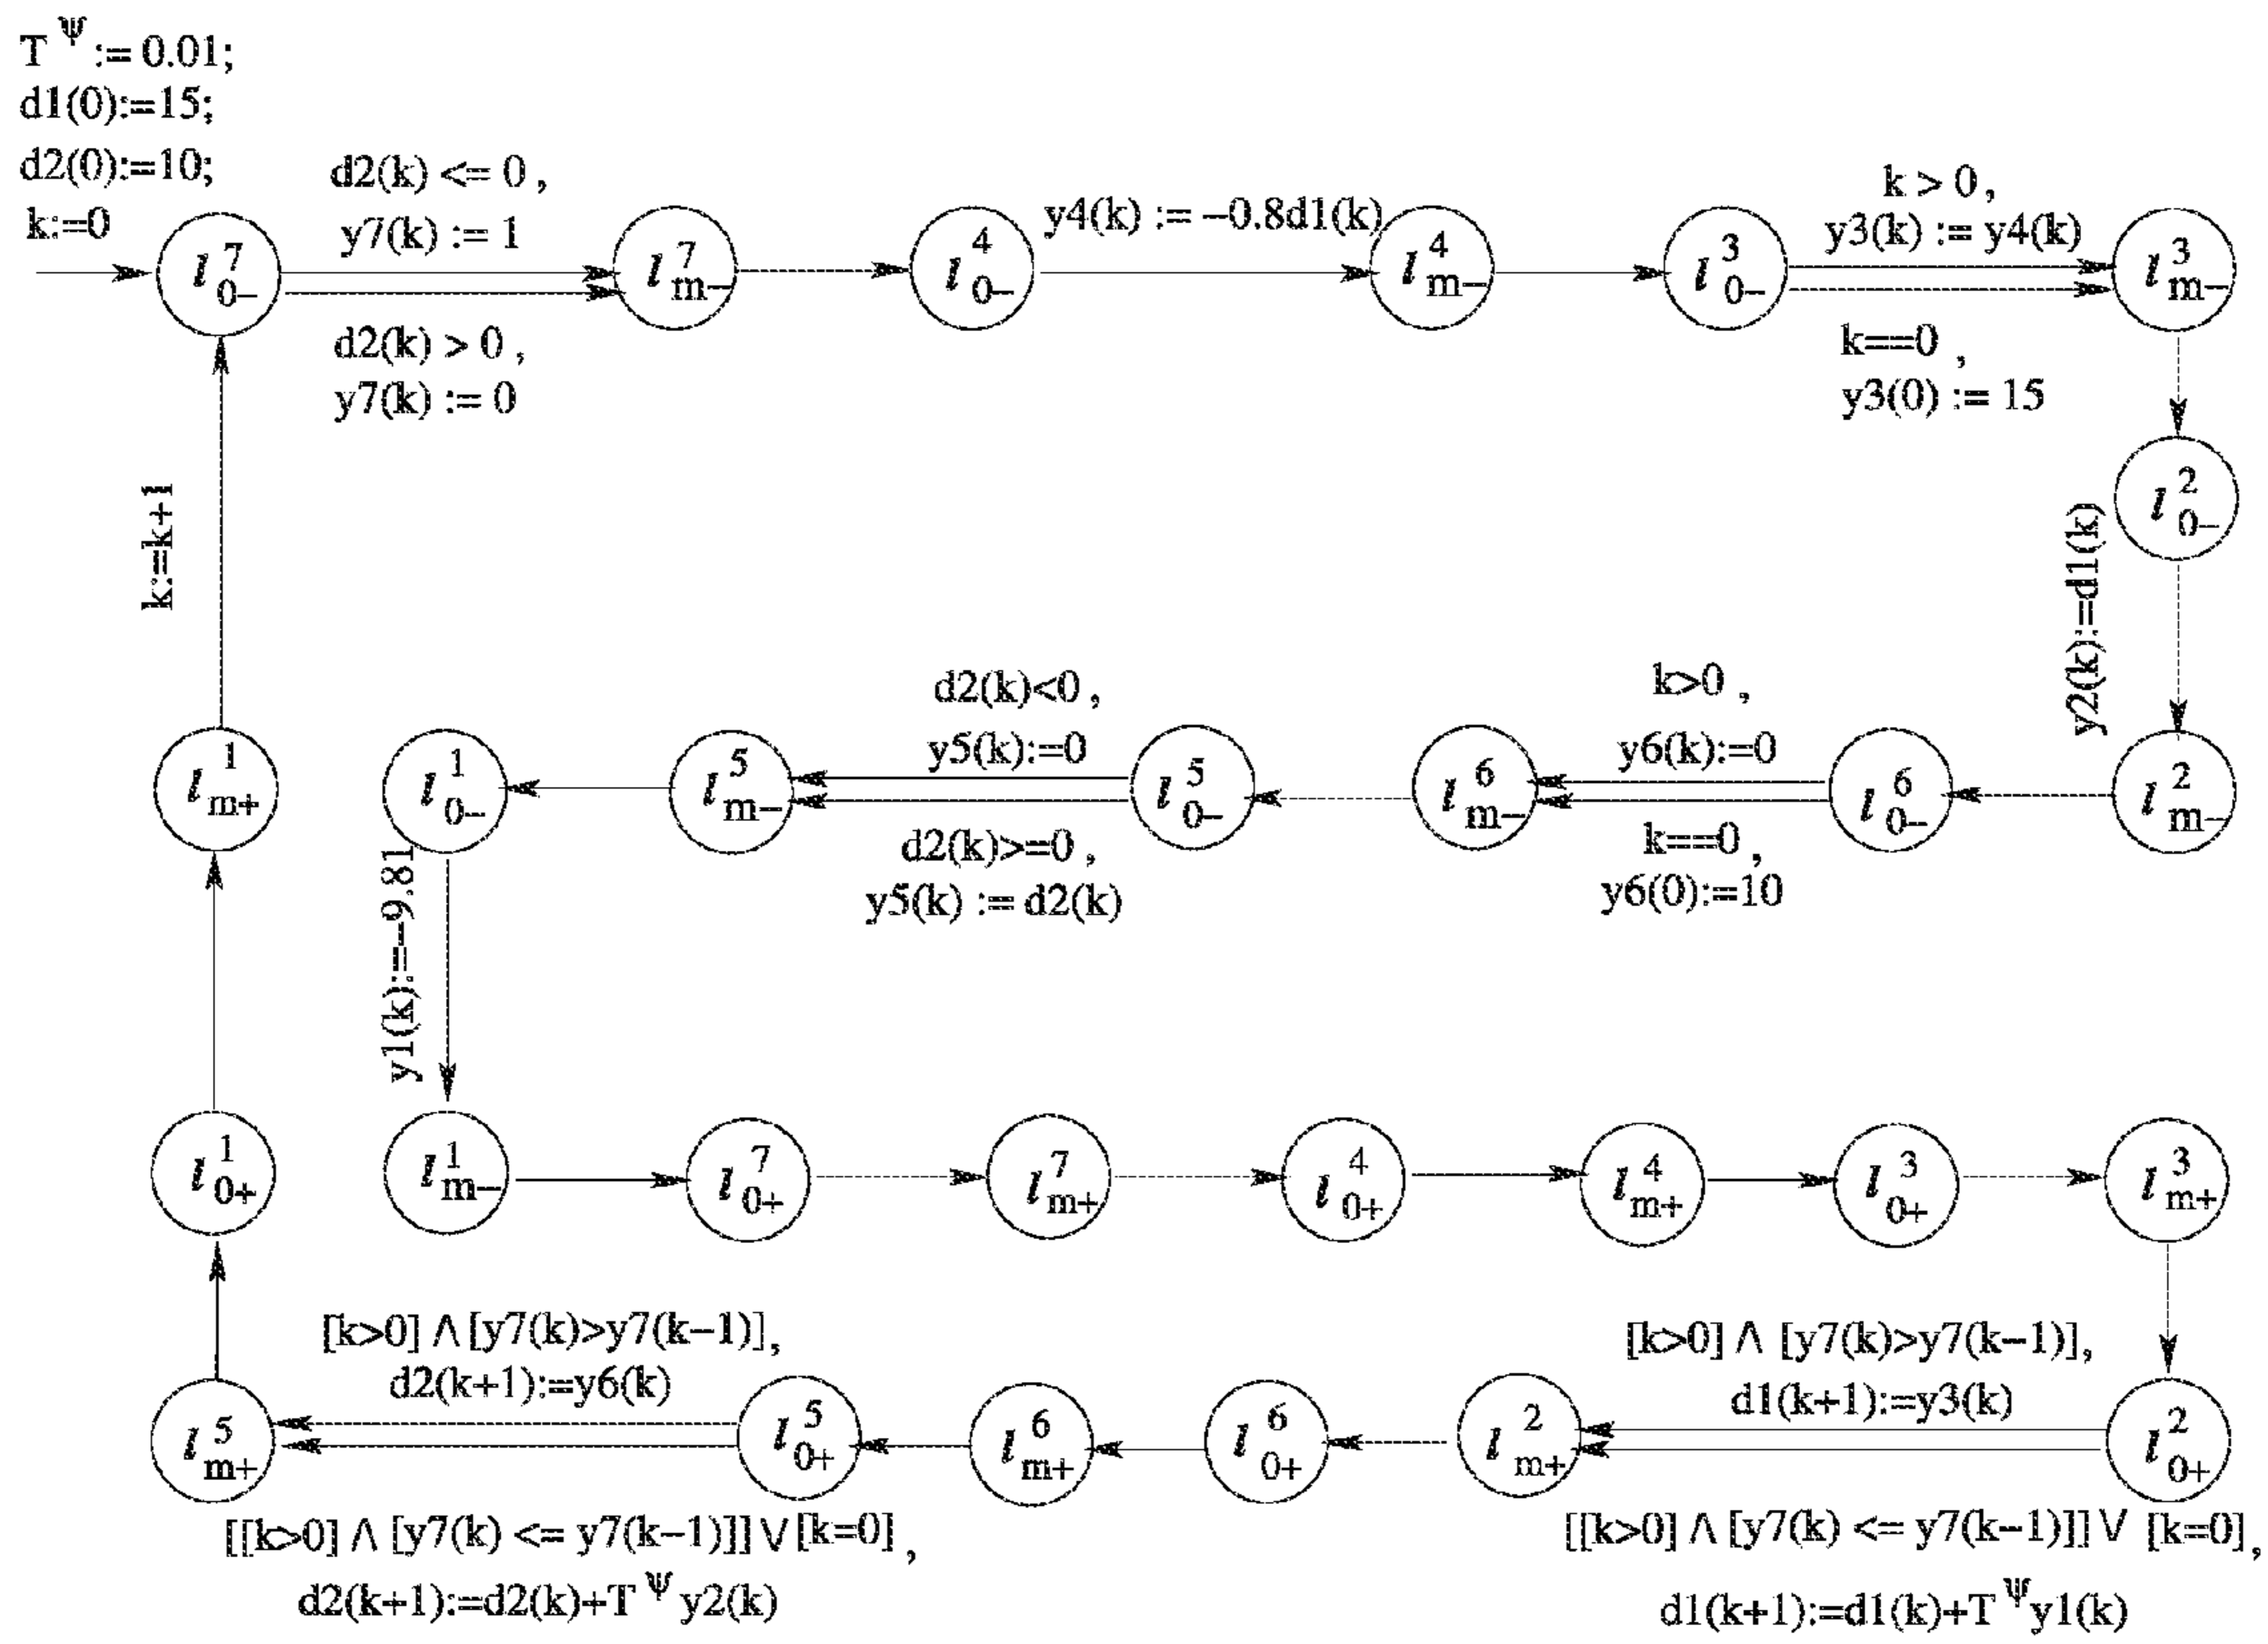 T^Ψ := 0.01;
d1(0):=15;
d2(0):=10;
k:=0
d2(k) <= 0 ,
y7(k) := 1
d2(k) > 0 ,
y7(k) := 0
y4(k) := −0.8d1(k)
k > 0 ,
y3(k) := y4(k)
k==0 ,
y3(0) := 15
l^7_0−
l^7_m−
l^4_0−
l^4_m−
l^3_0−
l^3_m−
l^2_0−
y2(k):=d1(k)
k:=k+1
l^1_m+
l^1_0−
l^5_m−
d2(k)<0 ,
y5(k):=0
d2(k)>=0 ,
y5(k) := d2(k)
l^5_0−
l^6_m−
k>0 ,
y6(k):=0
k==0 ,
y6(0):=10
l^6_0−
l^2_m−
y1(k):=−9.81
l^1_0+
l^1_m−
l^7_0+
l^7_m+
l^4_0+
l^4_m+
l^3_0+
l^3_m+
[k>0] ∧ [y7(k)>y7(k−1)],
d2(k+1):=y6(k)
[k>0] ∧ [y7(k)>y7(k−1)],
d1(k+1):=y3(k)
l^5_m+
l^5_0+
l^6_m+
l^6_0+
l^2_m+
l^2_0+
[[k>0] ∧ [y7(k) <= y7(k−1)]] ∨ [k=0] ,
d2(k+1):=d2(k)+T^Ψ y2(k)
[[k>0] ∧ [y7(k) <= y7(k−1)]] ∨ [k=0],
d1(k+1):=d1(k)+T^Ψ y1(k)